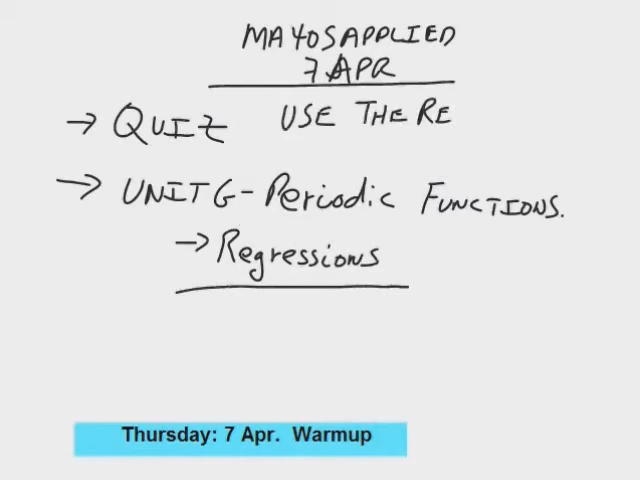 MA40SAPPLIED
7 APR
→ QUIZ USE THE RE
→ UNIT G - Periodic FUNCTIONS.
→ Regressions
Thursday: 7 Apr. Warmup